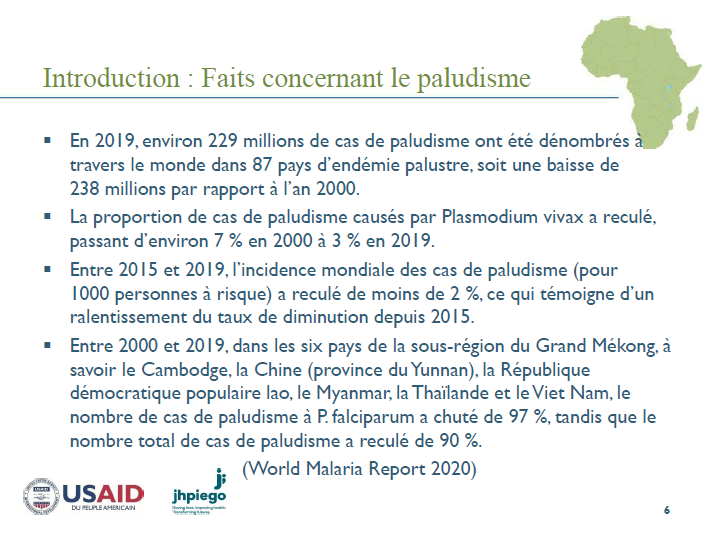 Introduction : Faits concernant le paludisme
▪ En 2019, environ 229 millions de cas de paludisme ont été dénombrés à
travers le monde dans 87 pays d’endémie palustre, soit une baisse de
238 millions par rapport à l’an 2000.
▪ La proportion de cas de paludisme causés par Plasmodium vivax a reculé,
passant d’environ 7 % en 2000 à 3 % en 2019.
▪ Entre 2015 et 2019, l’incidence mondiale des cas de paludisme (pour
1000 personnes à risque) a reculé de moins de 2 %, ce qui témoigne d’un
ralentissement du taux de diminution depuis 2015.
▪ Entre 2000 et 2019, dans les six pays de la sous-région du Grand Mékong, à
savoir le Cambodge, la Chine (province du Yunnan), la République
démocratique populaire lao, le Myanmar, la Thaïlande et le Viet Nam, le
nombre de cas de paludisme à P. falciparum a chuté de 97 %, tandis que le
nombre total de cas de paludisme a reculé de 90 %.
(World Malaria Report 2020)
USAID
DU PEUPLE AMERICAIN
jhpiego
Saving lives. Improving health.
Transforming futures.
6